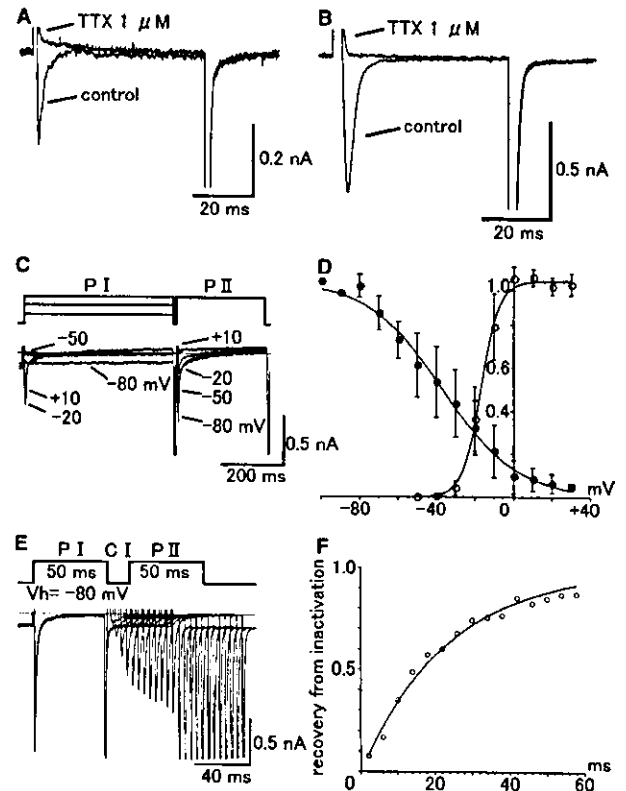 A
TTX 1 μM
control
0.2 nA
20 ms
B
TTX 1 μM
control
0.5 nA
20 ms
C
P I
P II
-50
+10
-80 mV
+10
-20
-20
-50
-80 mV
0.5 nA
200 ms
D
1.0
0.8
0.6
0.4
mV
-80
-40
0
+40
E
P I
C I
P II
50 ms
50 ms
Vh= -80 mV
0.5 nA
40 ms
F
1.0
0.5
0
recovery from inactivation
ms
0
20
40
60